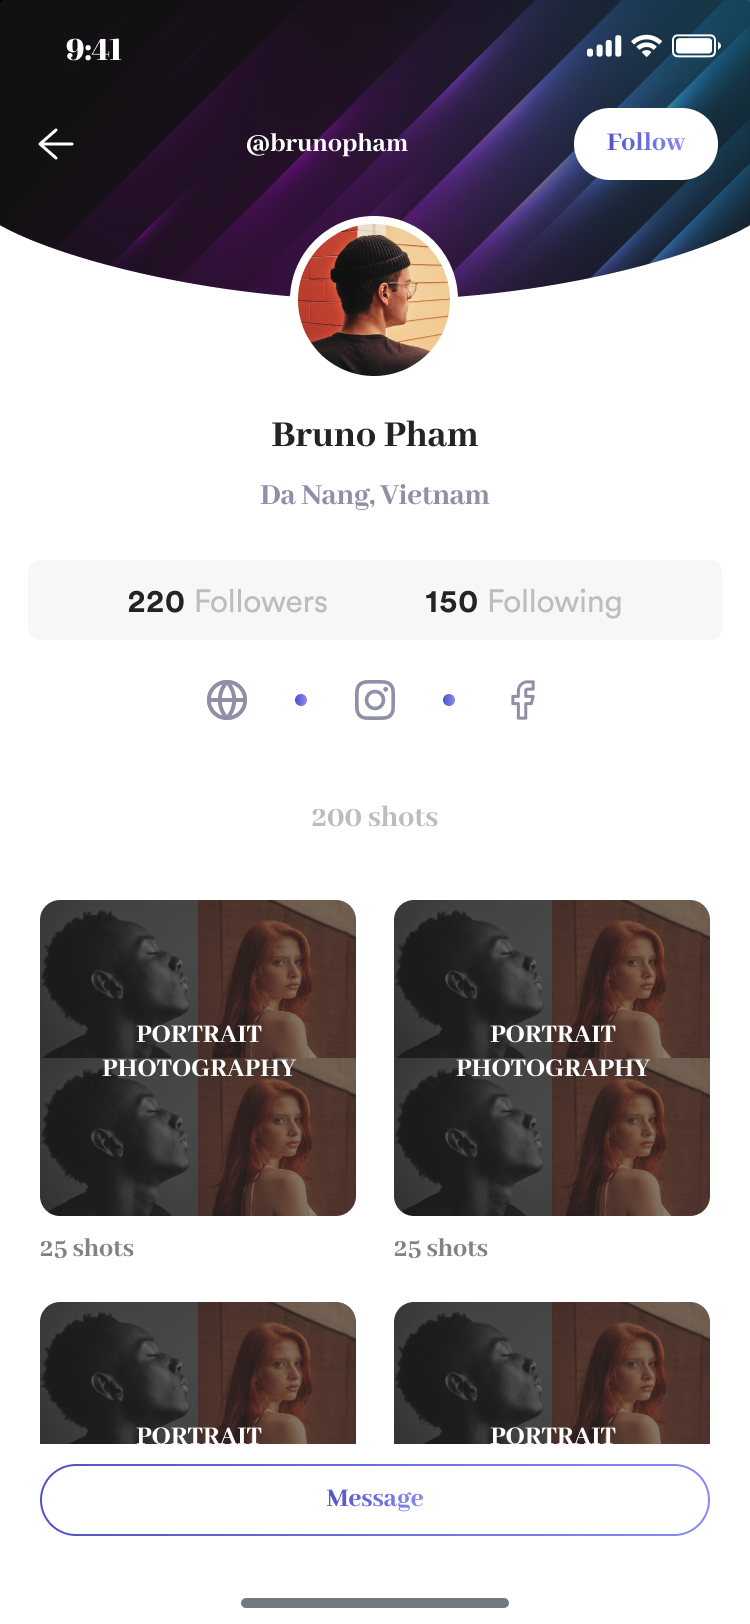 9:41
@brunopham
Follow
Bruno Pham
Da Nang, Vietnam
220 Followers
150 Following
200 shots
PORTRAIT
PHOTOGRAPHY
PORTRAIT
PHOTOGRAPHY
25 shots
25 shots
PORTRAIT
PORTRAIT
Message